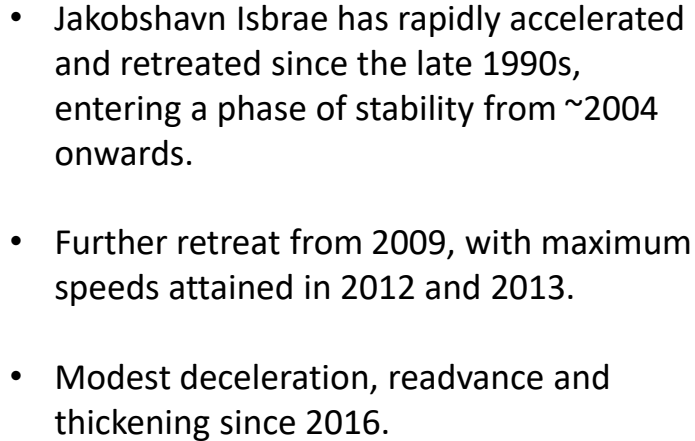 • Jakobshavn Isbrae has rapidly accelerated
and retreated since the late 1990s,
entering a phase of stability from ~2004
onwards.
• Further retreat from 2009, with maximum
speeds attained in 2012 and 2013.
• Modest deceleration, readvance and
thickening since 2016.